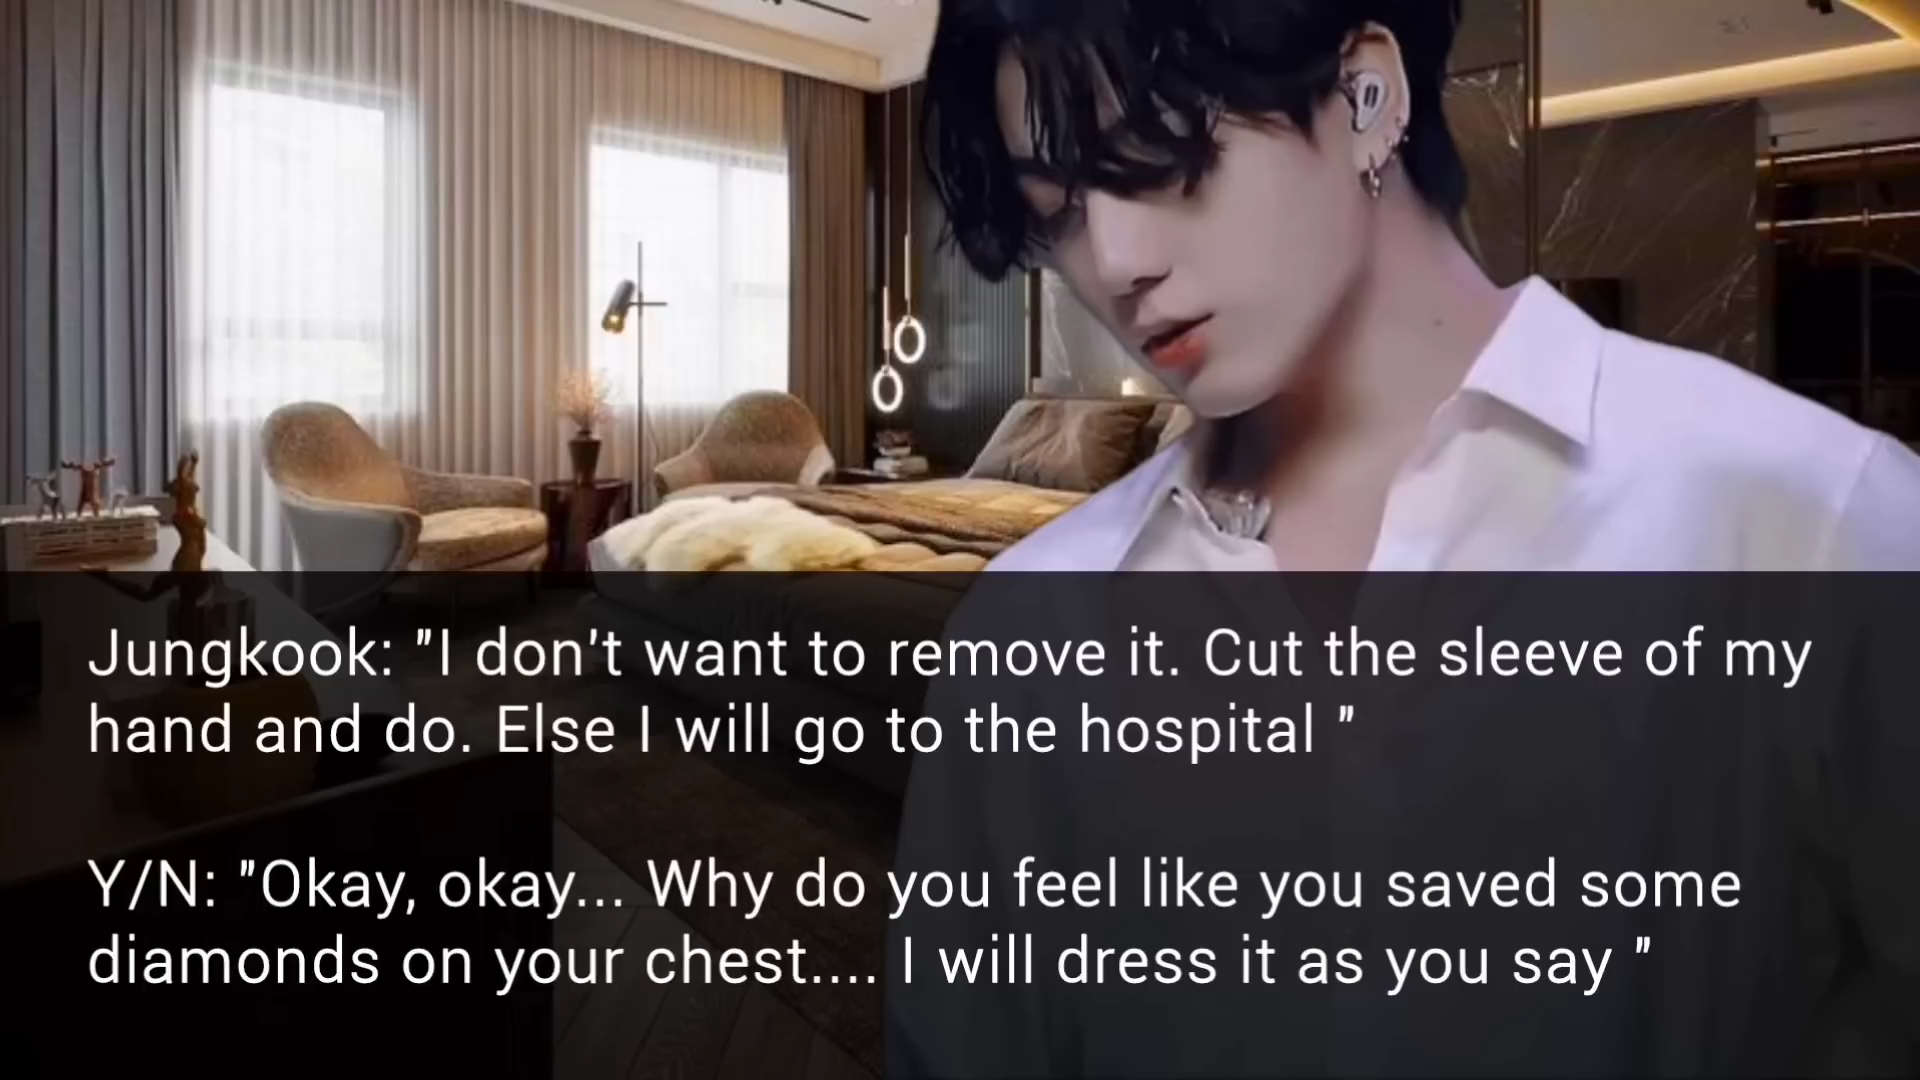 Jungkook: "I don't want to remove it. Cut the sleeve of my
hand and do. Else I will go to the hospital "
Y/N: "Okay, okay... Why do you feel like you saved some
diamonds on your chest.... I will dress it as you say "